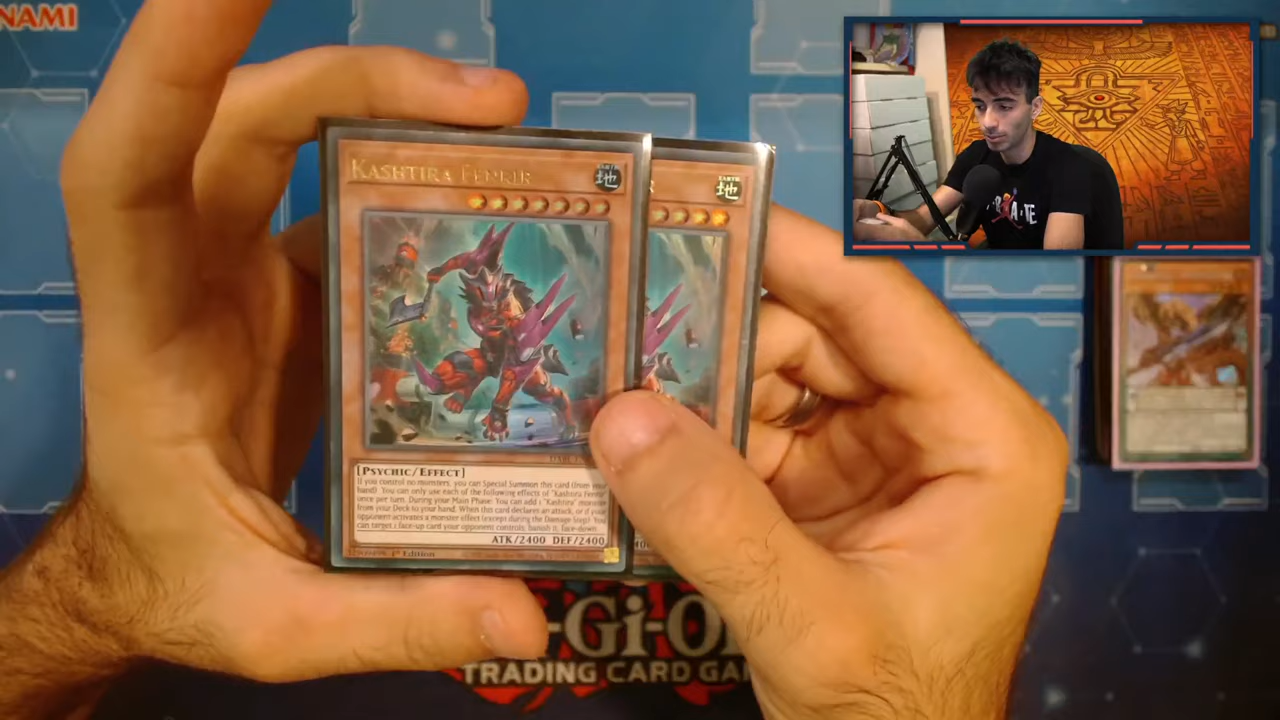 NAMI
KASHTIRA FENRIR
EARTH
地
EARTH
地
[PSYCHIC/EFFECT]
If you control no monsters, you can Special Summon this card (from your
hand). You can only use each of the following effects of "Kashtira Fenrir"
once per turn. During your Main Phase: You can add 1 "Kashtira" monster
from your Deck to your hand. When this card declares an attack, or if your
opponent activates a monster effect (except during the Damage Step): You
can target 1 face-up card your opponent controls; banish it, face-down.
ATK/2400 DEF/2400
1st Edition
-Gi-O
TRADING CARD GA